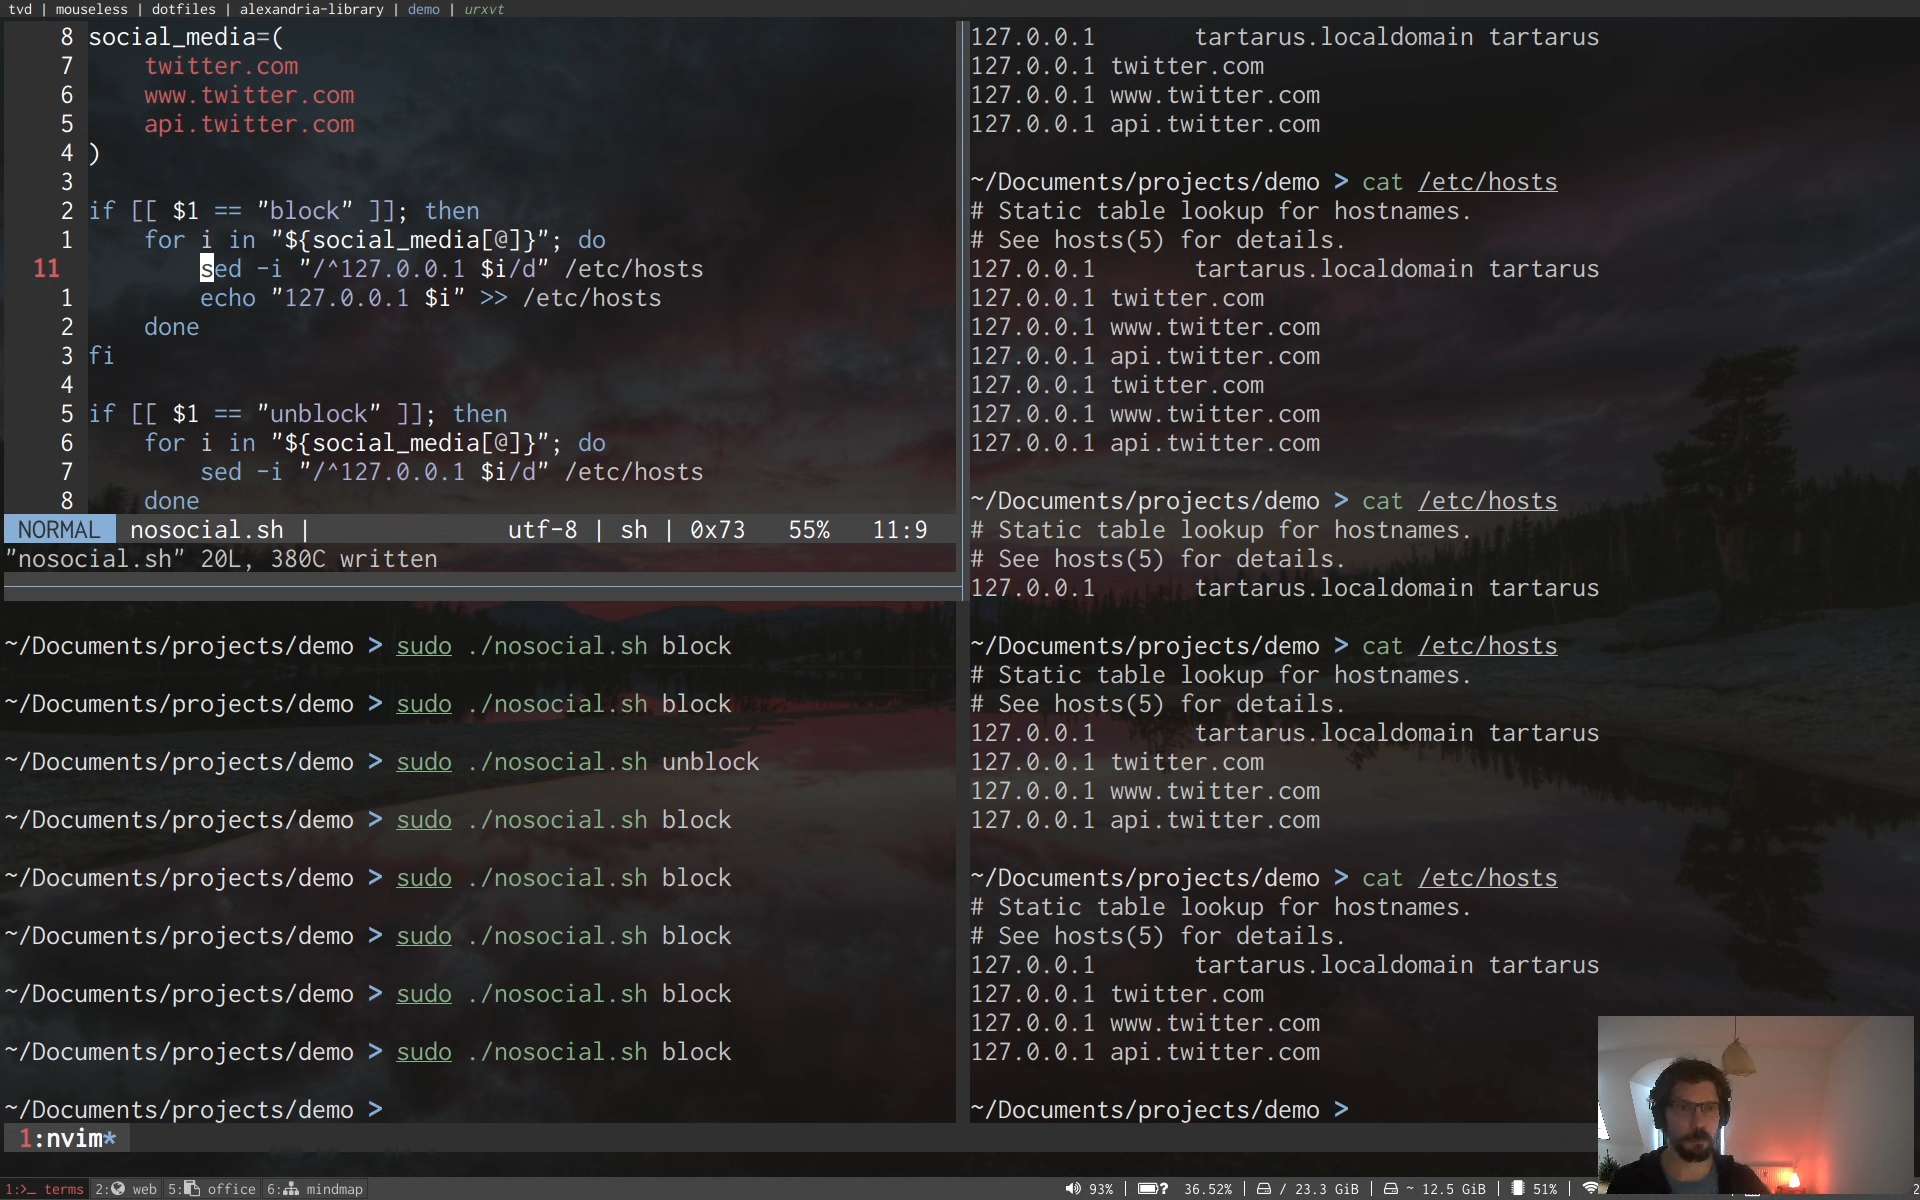 tvd | mouseless | dotfiles | alexandria-library | demo | urxvt
8 social_media=(
7     twitter.com
6     www.twitter.com
5     api.twitter.com
4 )
3
2 if [[ $1 == "block" ]]; then
1     for i in "${social_media[@]}"; do
11         sed -i "/^127.0.0.1 $i/d" /etc/hosts
1         echo "127.0.0.1 $i" >> /etc/hosts
2     done
3 fi
4
5 if [[ $1 == "unblock" ]]; then
6     for i in "${social_media[@]}"; do
7         sed -i "/^127.0.0.1 $i/d" /etc/hosts
8     done
NORMAL nosocial.sh | utf-8 | sh | 0x73 55% 11:9
"nosocial.sh" 20L, 380C written
~/Documents/projects/demo > sudo ./nosocial.sh block
~/Documents/projects/demo > sudo ./nosocial.sh block
~/Documents/projects/demo > sudo ./nosocial.sh unblock
~/Documents/projects/demo > sudo ./nosocial.sh block
~/Documents/projects/demo > sudo ./nosocial.sh block
~/Documents/projects/demo > sudo ./nosocial.sh block
~/Documents/projects/demo > sudo ./nosocial.sh block
~/Documents/projects/demo > sudo ./nosocial.sh block
~/Documents/projects/demo >
127.0.0.1       tartarus.localdomain tartarus
127.0.0.1 twitter.com
127.0.0.1 www.twitter.com
127.0.0.1 api.twitter.com
~/Documents/projects/demo > cat /etc/hosts
# Static table lookup for hostnames.
# See hosts(5) for details.
127.0.0.1       tartarus.localdomain tartarus
127.0.0.1 twitter.com
127.0.0.1 www.twitter.com
127.0.0.1 api.twitter.com
127.0.0.1 twitter.com
127.0.0.1 www.twitter.com
127.0.0.1 api.twitter.com
~/Documents/projects/demo > cat /etc/hosts
# Static table lookup for hostnames.
# See hosts(5) for details.
127.0.0.1       tartarus.localdomain tartarus
~/Documents/projects/demo > cat /etc/hosts
# Static table lookup for hostnames.
# See hosts(5) for details.
127.0.0.1       tartarus.localdomain tartarus
127.0.0.1 twitter.com
127.0.0.1 www.twitter.com
127.0.0.1 api.twitter.com
~/Documents/projects/demo > cat /etc/hosts
# Static table lookup for hostnames.
# See hosts(5) for details.
127.0.0.1       tartarus.localdomain tartarus
127.0.0.1 twitter.com
127.0.0.1 www.twitter.com
127.0.0.1 api.twitter.com
~/Documents/projects/demo >
1:nvim*
1:>_ terms 2: web 5: office 6: mindmap 93% | ? 36.52% | / 23.3 GiB | ~ 12.5 GiB | 51% |